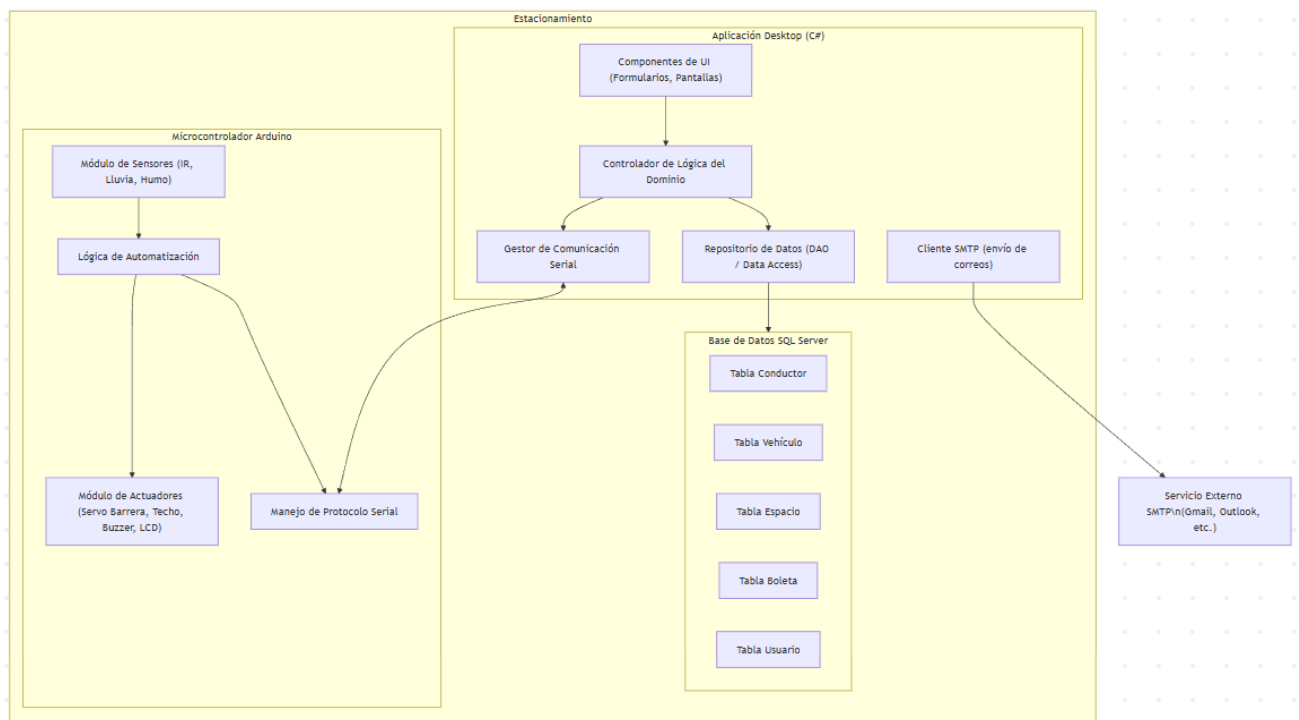 Estacionamiento
Aplicación Desktop (C#)
Componentes de UI
(Formularios, Pantallas)
Microcontrolador Arduino
Módulo de Sensores (IR,
Lluvia, Humo)
Controlador de Lógica del
Dominio
Lógica de Automatización
Gestor de Comunicación
Serial
Repositorio de Datos (DAO
/ Data Access)
Cliente SMTP (envío de
correos)
Base de Datos SQL Server
Tabla Conductor
Tabla Vehículo
Tabla Espacio
Tabla Boleta
Tabla Usuario
Módulo de Actuadores
(Servo Barrera, Techo,
Buzzer, LCD)
Manejo de Protocolo Serial
Servicio Externo
SMTP\n(Gmail, Outlook,
etc.)